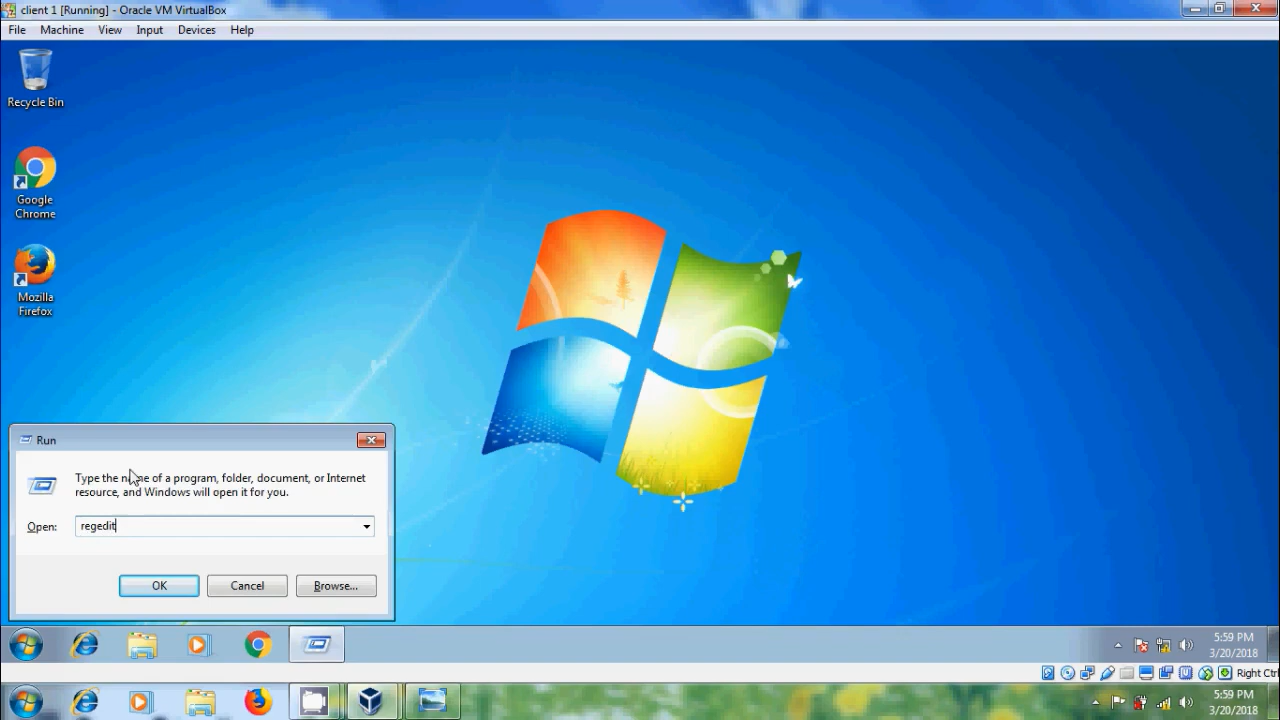 client 1 [Running] - Oracle VM VirtualBox
File Machine View Input Devices Help
Recycle Bin
Google
Chrome
Mozilla
Firefox
Run
Type the name of a program, folder, document, or Internet
resource, and Windows will open it for you.
Open: regedit
OK Cancel Browse...
5:59 PM
3/20/2018
Right Ctrl
5:59 PM
3/20/2018